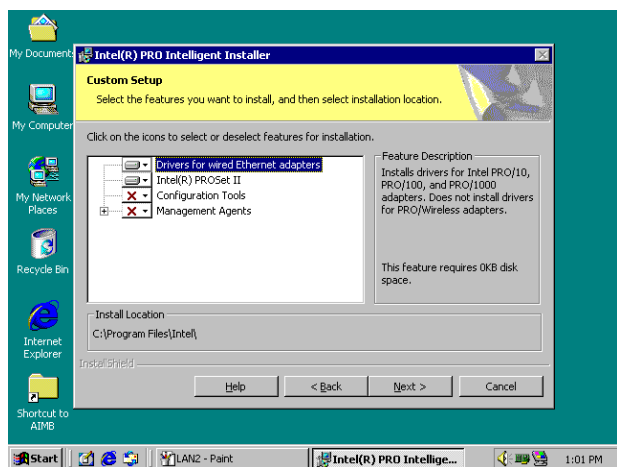 My Documents
Intel(R) PRO Intelligent Installer
Custom Setup
Select the features you want to install, and then select installation location.
My Computer
Click on the icons to select or deselect features for installation.
Drivers for wired Ethernet adapters
Intel(R) PROSet II
Configuration Tools
Management Agents
Feature Description
Installs drivers for Intel PRO/10,
PRO/100, and PRO/1000
adapters. Does not install drivers
for PRO/Wireless adapters.
This feature requires 0KB disk
space.
My Network
Places
Recycle Bin
Install Location
C:\Program Files\Intel\
Internet
Explorer
InstallShield
Help
< Back
Next >
Cancel
Shortcut to
AIMB
Start
LAN2 - Paint
Intel(R) PRO Intellige...
1:01 PM